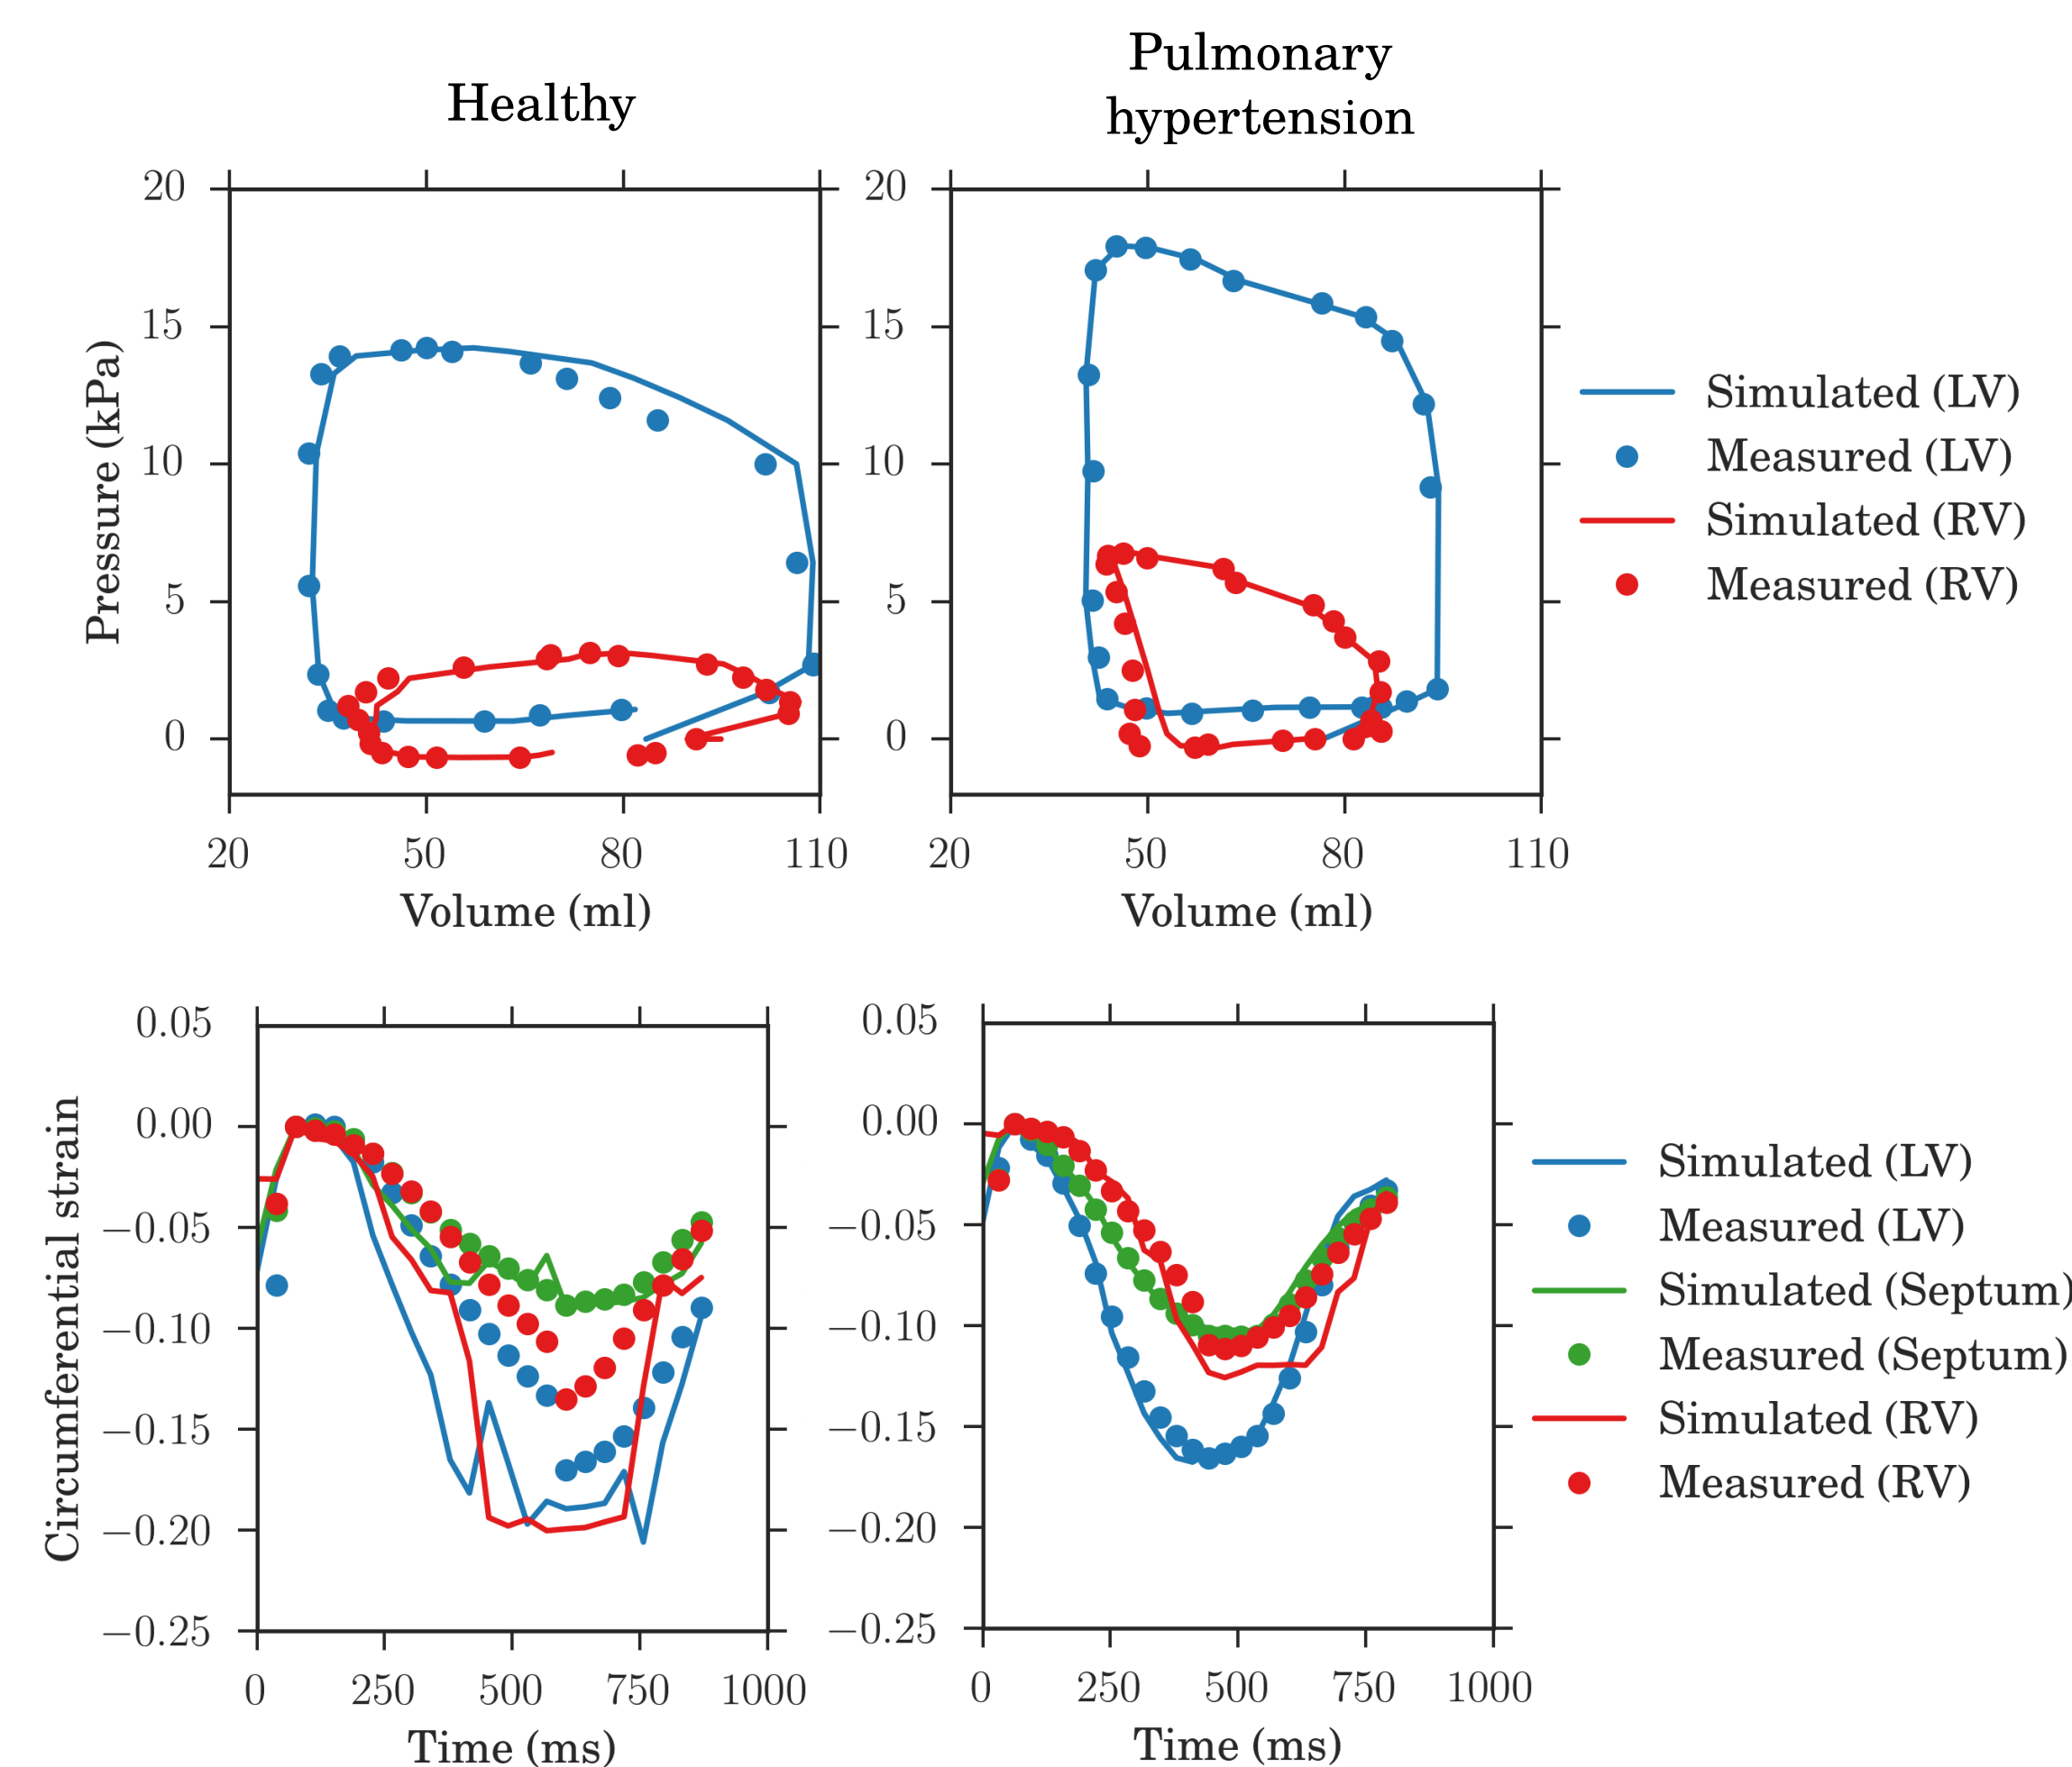 Healthy
Pulmonary
hypertension
20
15
10
5
0
Pressure (kPa)
20 50 80 110
Volume (ml)
20
15
10
5
0
20 50 80 110
Volume (ml)
Simulated (LV)
Measured (LV)
Simulated (RV)
Measured (RV)
0.05
0.00
−0.05
−0.10
−0.15
−0.20
−0.25
Circumferential strain
0 250 500 750 1000
Time (ms)
0.05
0.00
−0.05
−0.10
−0.15
−0.20
−0.25
0 250 500 750 1000
Time (ms)
Simulated (LV)
Measured (LV)
Simulated (Septum)
Measured (Septum)
Simulated (RV)
Measured (RV)